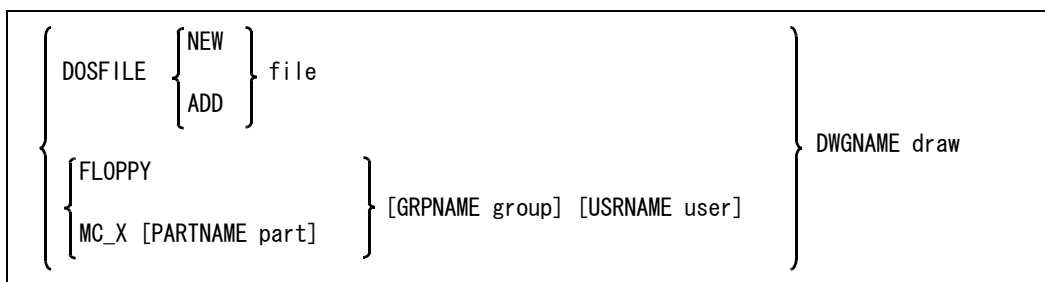 NEW
DOSFILE file
ADD
DWGNAME draw
FLOPPY
[GRPNAME group] [USRNAME user]
MC_X [PARTNAME part]